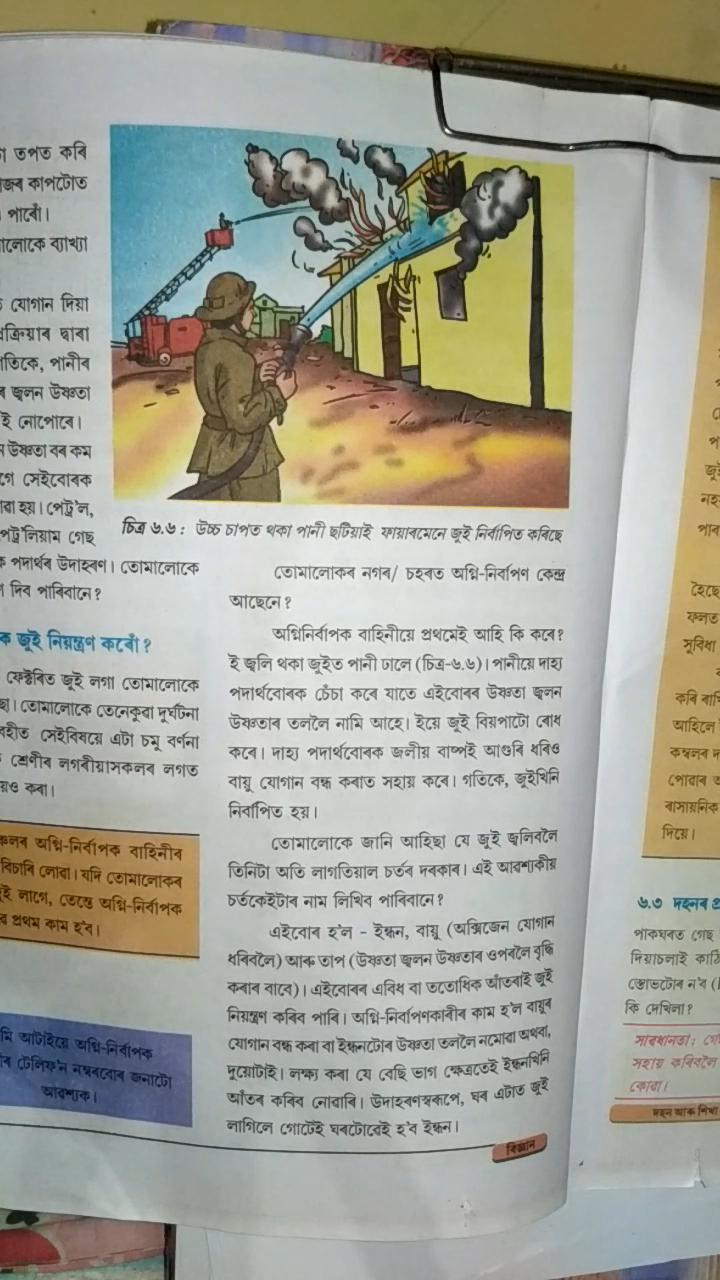 তপত কৰি
কাপটোত
পাৰোঁ।
ব্যাখ্যা
যোগান দিয়া
দ্বাৰা
গতিকে, পানীৰ
জ্বলন উষ্ণতা
নোপোৱে।
উষ্ণতা বৰ কম
সেইবোৰক
হয়। পেট্ৰ'ল,
পেট্ৰ'লিয়াম গেছ
পদাৰ্থৰ উদাহৰণ। তোমালোকে
দিব পাৰিবানে?
ক জুই নিয়ন্ত্ৰণ কৰোঁ?
ফেক্টৰিত জুই লগা তোমালোকে
তোমালোকে তেনেকুৱা দুৰ্ঘটনা
সেইবিষয়ে এটা চমু বৰ্ণনা
শ্ৰেণীৰ লগৰীয়াসকলৰ লগত
কৰা।
অগ্নি-নিৰ্বাপক বাহিনীৰ
বিচাৰি লোৱা। যদি তোমালোকৰ
লাগে, তেন্তে অগ্নি-নিৰ্বাপক
প্ৰথম কাম হ'ব।
আটাইয়ে অগ্নি-নিৰ্বাপক
টেলিফ'ন নম্বৰবোৰ জনাটো
আৱশ্যক।
চিত্ৰ ৬.৬ : উচ্চ চাপত থকা পানী ছটিয়াই ফায়াৰমেনে জুই নিৰ্বাপিত কৰিছে
তোমালোকৰ নগৰ/ চহৰত অগ্নি-নিৰ্বাপণ কেন্দ্ৰ
আছেনে?
অগ্নিনিৰ্বাপক বাহিনীয়ে প্ৰথমেই আহি কি কৰে?
ই জ্বলি থকা জুইত পানী ঢালে (চিত্ৰ-৬.৬)। পানীয়ে দাহ্য
পদাৰ্থবোৰক চেঁচা কৰে যাতে এইবোৰৰ উষ্ণতা জ্বলন
উষ্ণতাৰ তললৈ নামি আহে। ইয়ে জুই বিয়পাটো ৰোধ
কৰে। দাহ্য পদাৰ্থবোৰক জলীয় বাষ্পই আগুৰি ধৰিও
বায়ু যোগান বন্ধ কৰাত সহায় কৰে। গতিকে, জুইখিনি
নিৰ্বাপিত হয়।
তোমালোকে জানি আহিছা যে জুই জ্বলিবলৈ
তিনিটা অতি লাগতিয়াল চৰ্তৰ দৰকাৰ। এই আৱশ্যকীয়
চৰ্তকেইটাৰ নাম লিখিব পাৰিবানে?
এইবোৰ হ'ল - ইন্ধন, বায়ু (অক্সিজেন যোগান
ধৰিবলৈ) আৰু তাপ (উষ্ণতা জ্বলন উষ্ণতাৰ ওপৰলৈ বৃদ্ধি
কৰাৰ বাবে)। এইবোৰৰ এবিধ বা ততোধিক আঁতৰাই জুই
নিয়ন্ত্ৰণ কৰিব পাৰি। অগ্নি-নিৰ্বাপণকাৰীৰ কাম হ'ল বায়ুৰ
যোগান বন্ধ কৰা বা ইন্ধনটোৰ উষ্ণতা তললৈ নমোৱা অথবা,
দুয়োটাই। লক্ষ্য কৰা যে বেছি ভাগ ক্ষেত্ৰতেই ইন্ধনখিনি
আঁতৰ কৰিব নোৱাৰি। উদাহৰণস্বৰূপে, ঘৰ এটাত জুই
লাগিলে গোটেই ঘৰটোৱেই হ'ব ইন্ধন।
বিজ্ঞান
হৈছে
ফলত
সুবিধা
কৰি
আহিলে
কম্বলৰ
পোৱাৰ
ৰাসায়নিক
দিয়ে।
৬.৩ দহনৰ
পাকঘৰত গেছ
দিয়াচলাই
স্তোভটোৰ ন'ব
কি দেখিলা?
সাৱধানতা:
সহায় কৰিবলৈ
কোৱা।
দহন আৰু শিখা